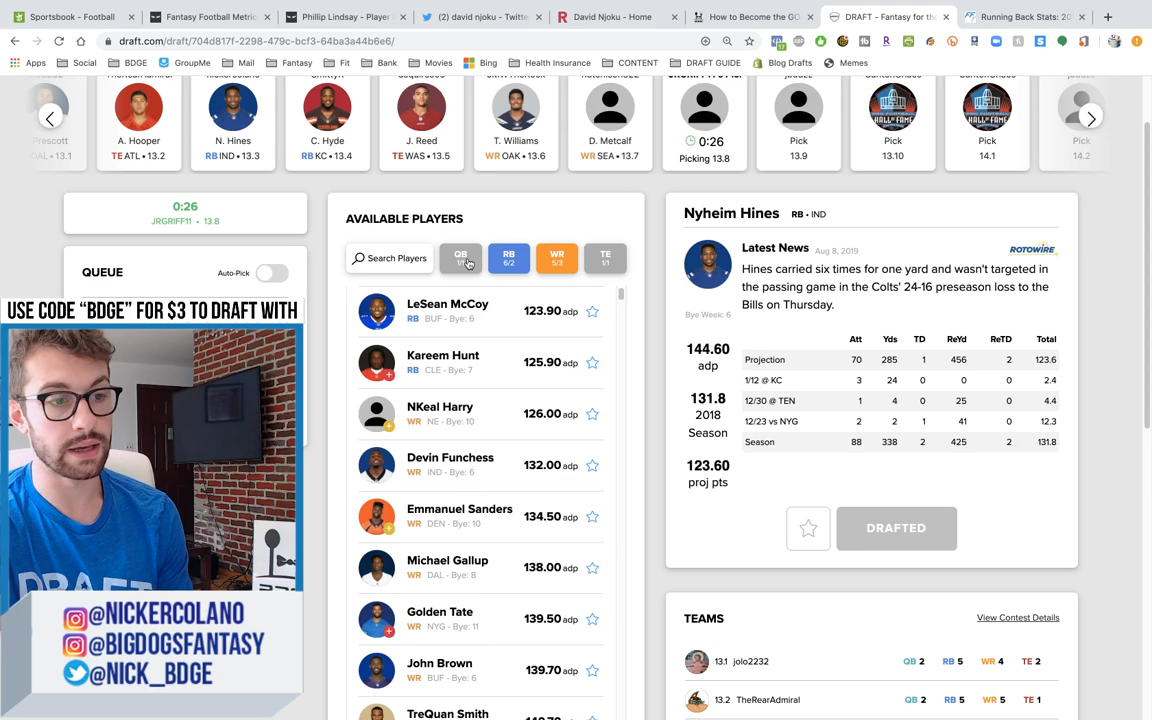 Sportsbook - Football
Fantasy Football Metric
Phillip Lindsay - Player
(2) david njoku - Twitte
David Njoku - Home
How to Become the GO
DRAFT - Fantasy for the
Running Back Stats: 20
draft.com/draft/704d817f-2298-479c-bcf3-64ba3a44b6e6/
Apps
Social
BDGE
GroupMe
Mail
Fantasy
Fit
Bank
Movies
Bing
Health Insurance
CONTENT
DRAFT GUIDE
Blog Drafts
Memes
Prescott
13.1
A. Hooper
TE ATL • 13.2
N. Hines
RB IND • 13.3
C. Hyde
RB KC • 13.4
J. Reed
TE WAS • 13.5
T. Williams
WR OAK • 13.6
D. Metcalf
WR SEA • 13.7
0:26
Picking 13.8
Pick
13.9
Pick
13.10
Pick
14.1
Pick
14.2
0:26
JRGRIFF11 • 13.8
QUEUE
Auto-Pick
USE CODE "BDGE" FOR $3 TO DRAFT WITH
DRAFT
@NICKERCOLANO
@BIGDOGSFANTASY
@NICK_BDGE
AVAILABLE PLAYERS
Search Players
QB
1/1
RB
6/2
WR
5/3
TE
1/1
LeSean McCoy
RB BUF - Bye: 6
123.90 adp
Kareem Hunt
RB CLE - Bye: 7
125.90 adp
NKeal Harry
WR NE - Bye: 10
126.00 adp
Devin Funchess
WR IND - Bye: 6
132.00 adp
Emmanuel Sanders
WR DEN - Bye: 10
134.50 adp
Michael Gallup
WR DAL - Bye: 8
138.00 adp
Golden Tate
WR NYG - Bye: 11
139.50 adp
John Brown
WR BUF - Bye: 6
139.70 adp
TreQuan Smith
Nyheim Hines RB • IND
Latest News Aug 8, 2019
ROTOWIRE
Hines carried six times for one yard and wasn't targeted in
the passing game in the Colts' 24-16 preseason loss to the
Bills on Thursday.
Bye Week: 6
144.60
adp
131.8
2018
Season
123.60
proj pts
Att Yds TD ReYd ReTD Total
Projection 70 285 1 456 2 123.6
1/12 @ KC 3 24 0 0 0 2.4
12/30 @ TEN 1 4 0 25 0 4.4
12/23 vs NYG 2 2 1 41 0 12.3
Season 88 338 2 425 2 131.8
DRAFTED
TEAMS
View Contest Details
13.1 jolo2232 QB 2 RB 5 WR 4 TE 2
13.2 TheRearAdmiral QB 2 RB 5 WR 5 TE 1